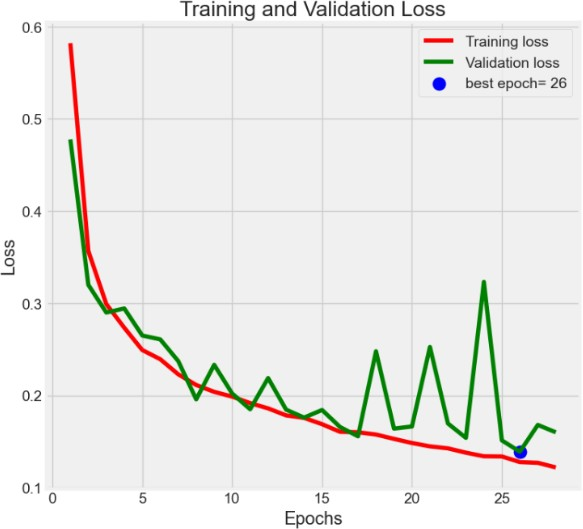 Training and Validation Loss
Training loss
Validation loss
best epoch= 26
0.6
0.5
0.4
0.3
0.2
0.1
Loss
0
5
10
15
20
25
Epochs